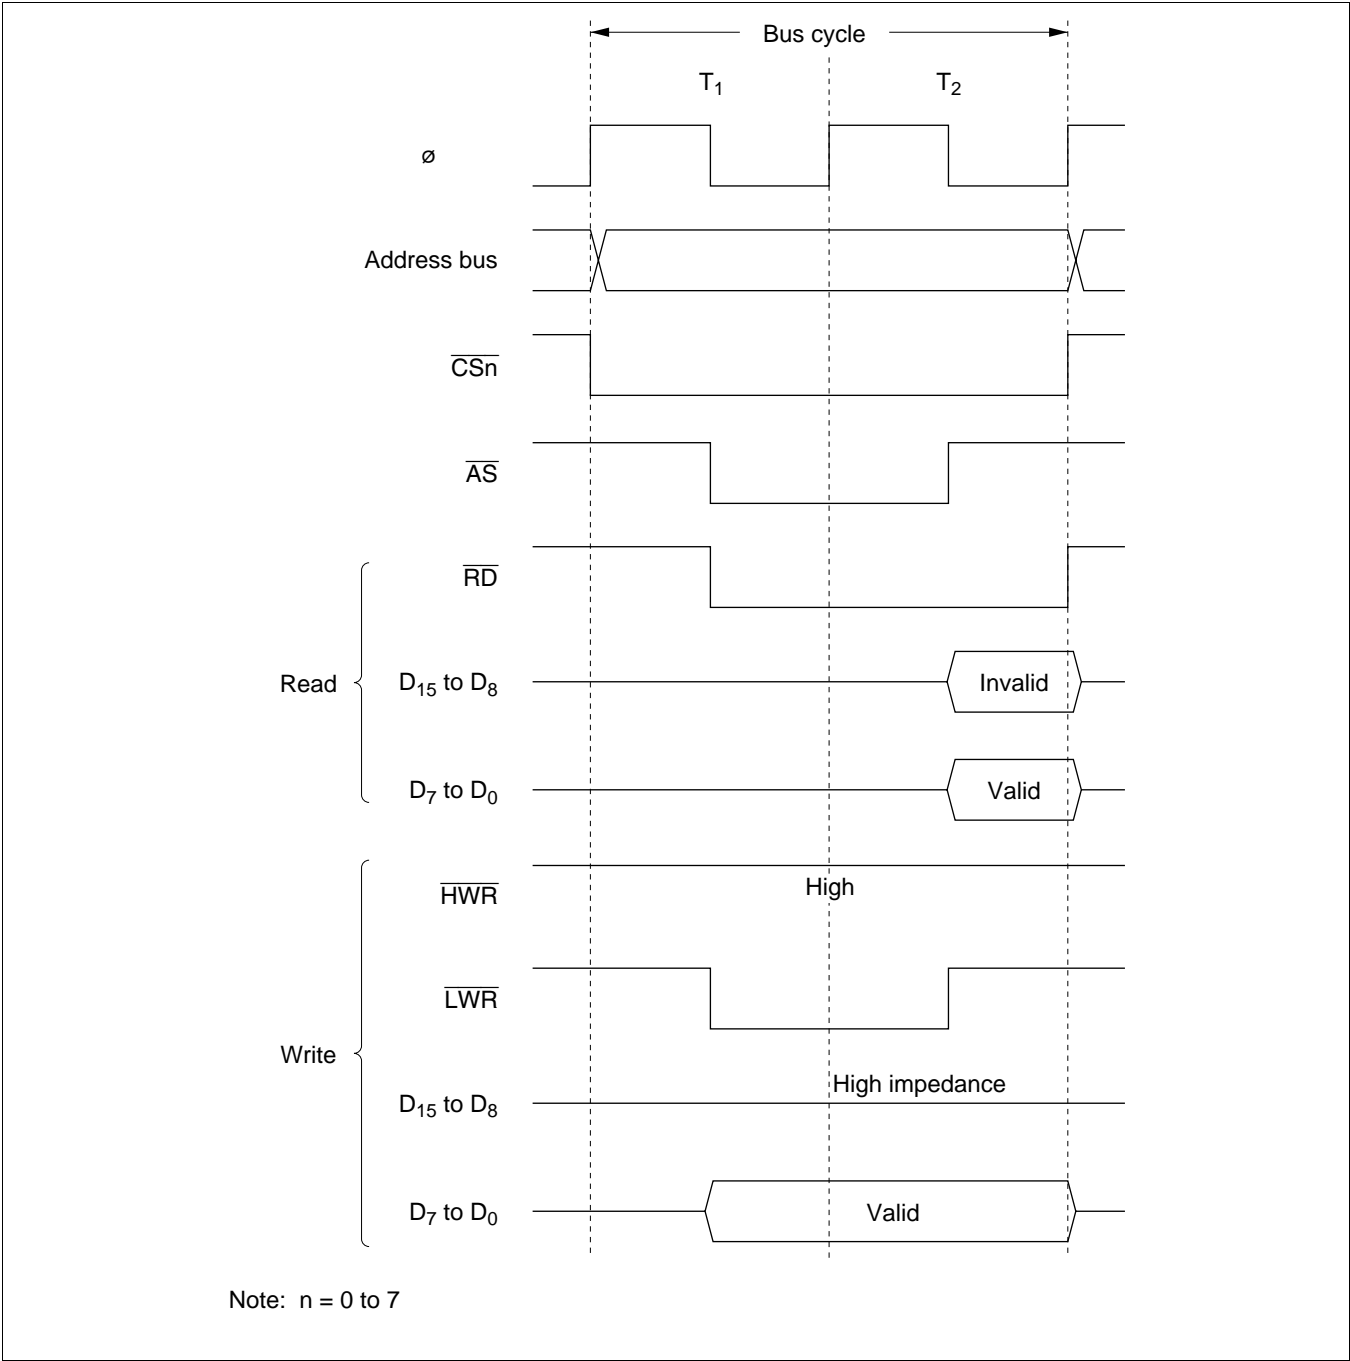 Bus cycle
T1 T2
ø
Address bus
CSn
AS
RD
Read D15 to D8 Invalid
D7 to D0 Valid
HWR High
LWR
Write
D15 to D8 High impedance
D7 to D0 Valid
Note: n = 0 to 7